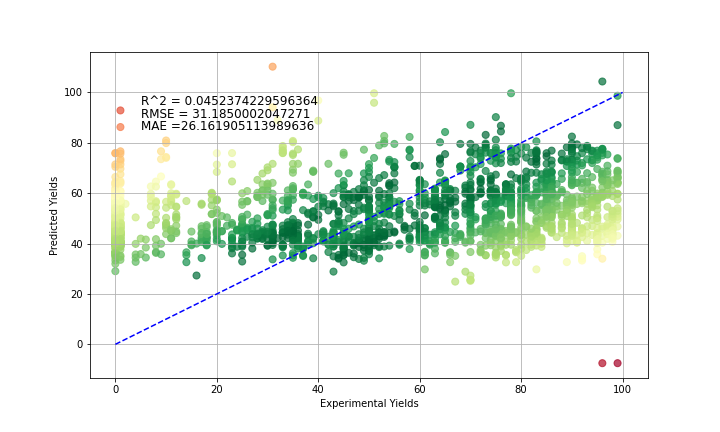 R^2 = 0.0452374229596364
RMSE = 31.1850002047271
MAE =26.161905113989636
100
80
60
40
20
0
Predicted Yields
0 20 40 60 80 100
Experimental Yields